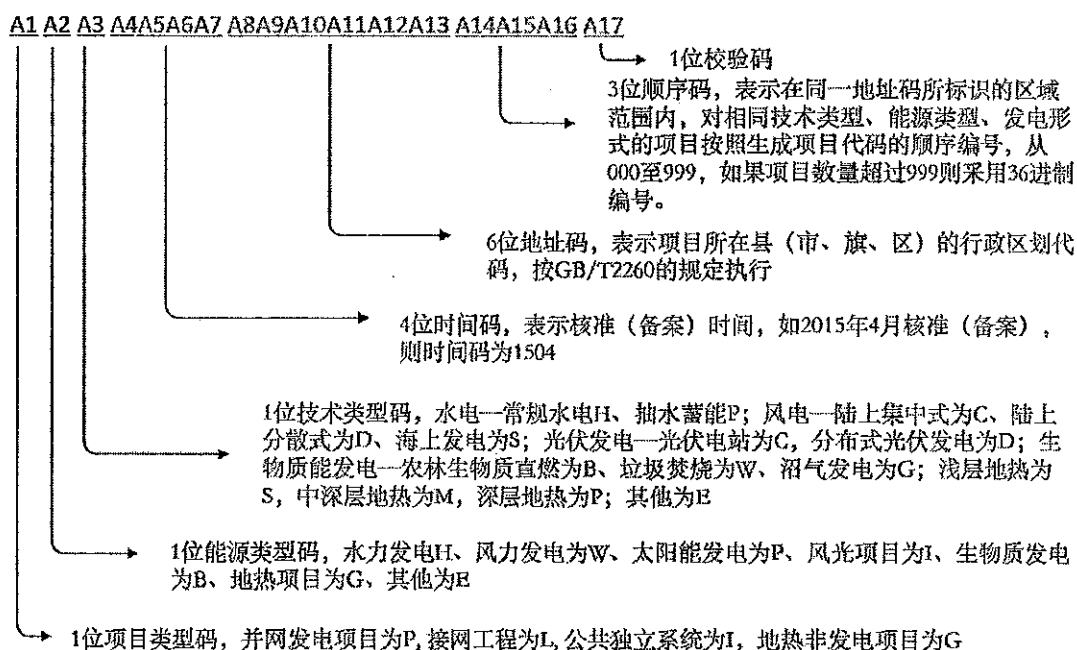 A1 A2 A3 A4A5A6A7 A8A9A10A11A12A13 A14A15A16 A17
1位校验码
3位顺序码，表示在同一地址码所标识的区域
范围内，对相同技术类型、能源类型、发电形
式的项目按照生成项目代码的顺序编号，从
000至999，如果项目数量超过999则采用36进制
编号。
6位地址码，表示项目所在县（市、旗、区）的行政区划代
码，按GB/T2260的规定执行
4位时间码，表示核准（备案）时间，如2015年4月核准（备案），
则时间码为1504
1位技术类型码，水电—常规水电H、抽水蓄能P；风电—陆上集中式为C、陆上
分散式为D、海上发电为S；光伏发电—光伏电站为C，分布式光伏发电为D；生
物质能发电—农林生物质直燃为B、垃圾焚烧为W、沼气发电为G；浅层地热为
S，中深层地热为M，深层地热为P；其他为E
1位能源类型码，水力发电H、风力发电为W、太阳能发电为P、风光项目为I、生物质发电
为B、地热项目为G、其他为E
1位项目类型码，并网发电项目为P, 接网工程为L, 公共独立系统为I，地热非发电项目为G